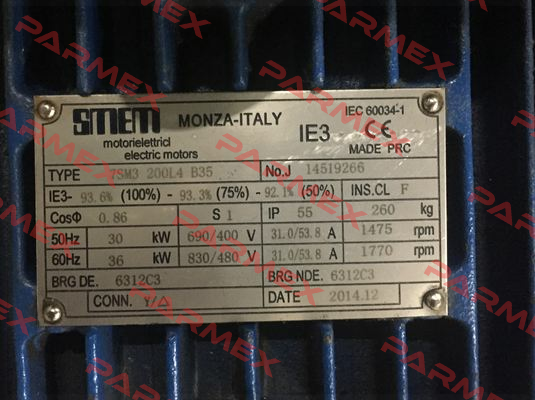 SMEM MONZA-ITALY IE3 IEC 60034-1
CE
motorielettrici
electric motors
MADE PRC
TYPE 7SM3 200L4 B35 No.J 14519266
IE3- 93.6% (100%) - 93.3% (75%) - 92.1% (50%) INS.CL F
CosΦ 0.86 S 1 IP 55 260 kg
50Hz 30 kW 690/400 V 31.0/53.8 A 1475 rpm
60Hz 36 kW 830/480 V 31.0/53.8 A 1770 rpm
BRG DE. 6312C3 BRG NDE. 6312C3
CONN. Y/△ DATE 2014.12
PARMEX